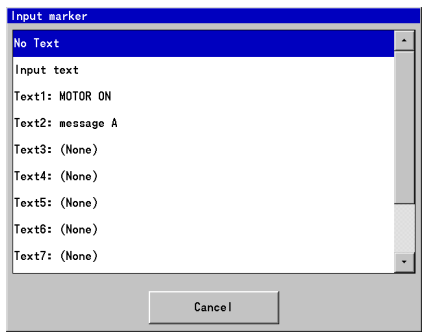 Input marker
No Text
Input text
Text1: MOTOR ON
Text2: message A
Text3: (None)
Text4: (None)
Text5: (None)
Text6: (None)
Text7: (None)
Cancel